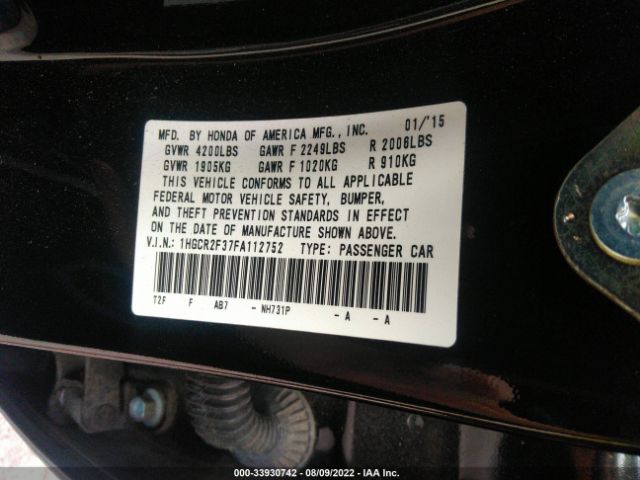 MFD. BY HONDA OF AMERICA MFG., INC. 01/'15
GVWR 4200LBS GAWR F 2249LBS R 2006LBS
GVWR 1905KG GAWR F 1020KG R 910KG
THIS VEHICLE CONFORMS TO ALL APPLICABLE
FEDERAL MOTOR VEHICLE SAFETY, BUMPER,
AND THEFT PREVENTION STANDARDS IN EFFECT
ON THE DATE OF MANUFACTURE SHOWN ABOVE.
V.I.N.: 1HGCR2F37FA112752 TYPE: PASSENGER CAR
T2F F AB7 - NH731P - A - A
000-33930742 - 08/09/2022 - IAA Inc.